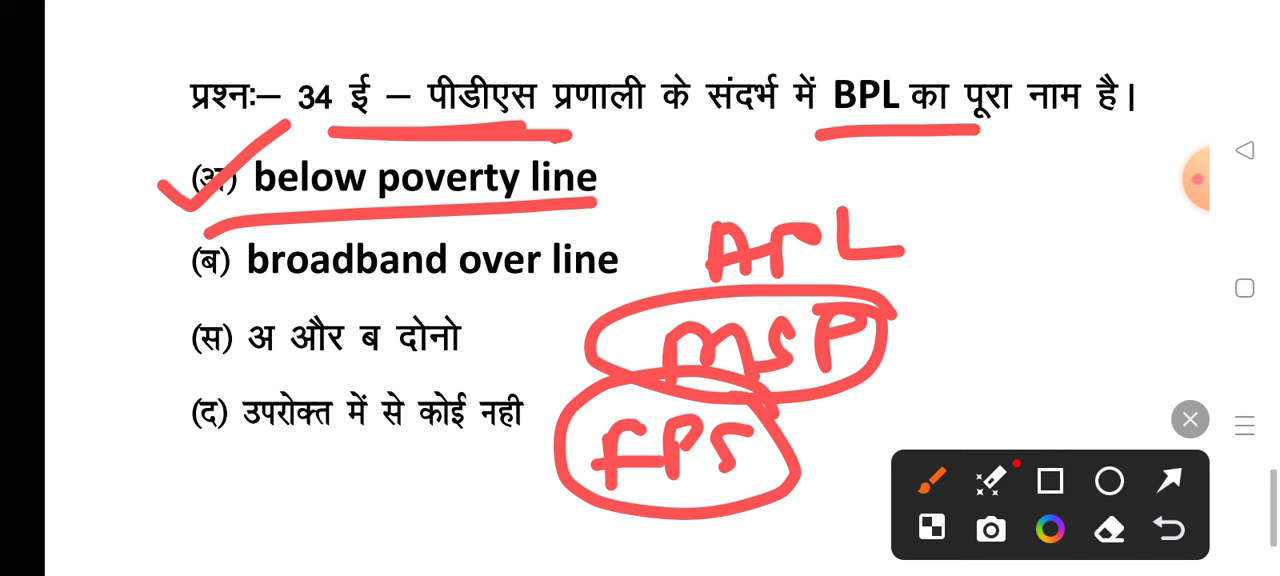 प्रश्नः– 34 ई – पीडीएस प्रणाली के संदर्भ में BPL का पूरा नाम है।
(अ) below poverty line
(ब) broadband over line
(स) अ और ब दोनो
(द) उपरोक्त में से कोई नही
APL
MSP
FPS